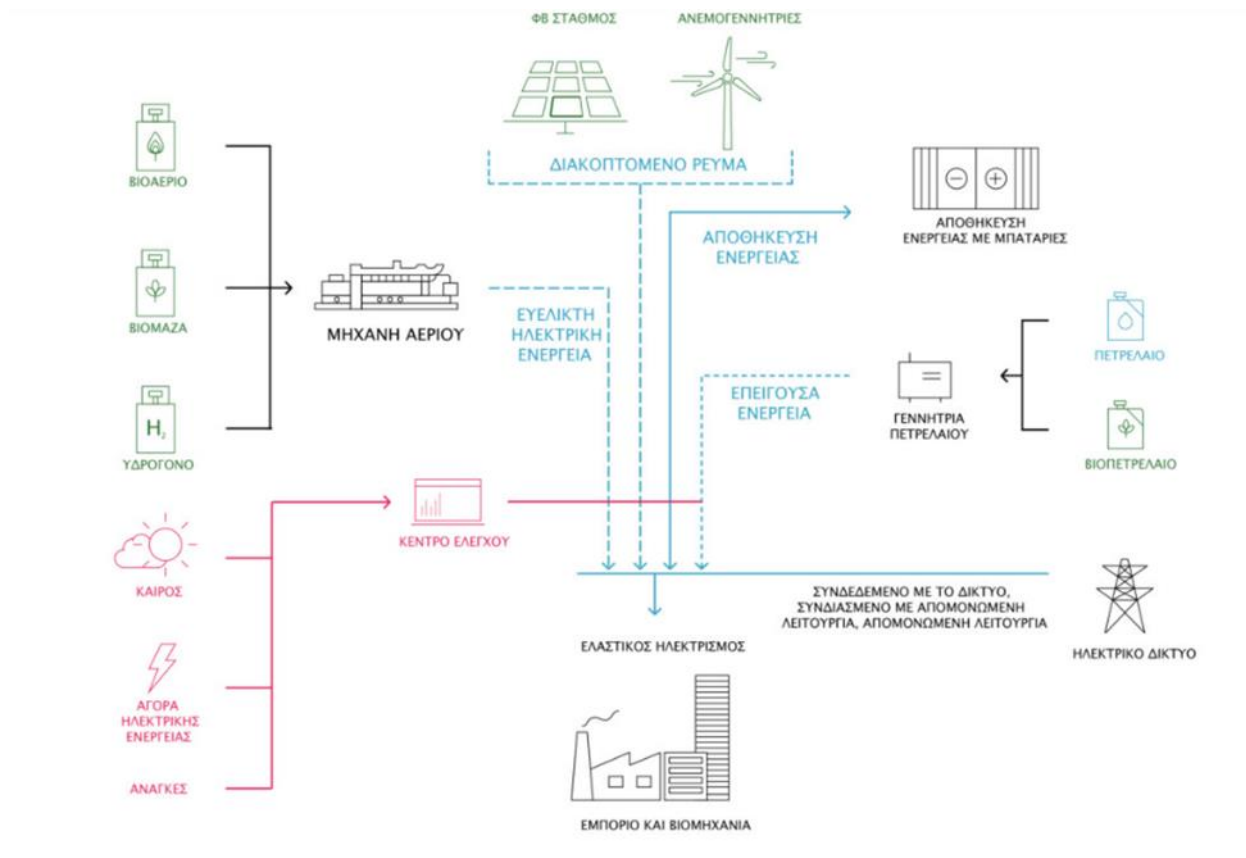 ΦΒ ΣΤΑΘΜΟΣ
ΑΝΕΜΟΓΕΝΝΗΤΡΙΕΣ
ΔΙΑΚΟΠΤΟΜΕΝΟ ΡΕΥΜΑ
ΒΙΟΑΕΡΙΟ
ΒΙΟΜΑΖΑ
H₂
ΥΔΡΟΓΟΝΟ
ΜΗΧΑΝΗ ΑΕΡΙΟΥ
ΕΥΕΛΙΚΤΗ
ΗΛΕΚΤΡΙΚΗ
ΕΝΕΡΓΕΙΑ
ΑΠΟΘΗΚΕΥΣΗ
ΕΝΕΡΓΕΙΑΣ
ΑΠΟΘΗΚΕΥΣΗ
ΕΝΕΡΓΕΙΑΣ ΜΕ ΜΠΑΤΑΡΙΕΣ
ΕΠΕΙΓΟΥΣΑ
ΕΝΕΡΓΕΙΑ
ΓΕΝΝΗΤΡΙΑ
ΠΕΤΡΕΛΑΙΟΥ
ΠΕΤΡΕΛΑΙΟ
ΒΙΟΠΕΤΡΕΛΑΙΟ
ΚΕΝΤΡΟ ΕΛΕΓΧΟΥ
ΚΑΙΡΟΣ
ΑΓΟΡΑ
ΗΛΕΚΤΡΙΚΗΣ
ΕΝΕΡΓΕΙΑΣ
ΑΝΑΓΚΕΣ
ΣΥΝΔΕΔΕΜΕΝΟ ΜΕ ΤΟ ΔΙΚΤΥΟ,
ΣΥΝΔΙΑΣΜΕΝΟ ΜΕ ΑΠΟΜΟΝΩΜΕΝΗ
ΛΕΙΤΟΥΡΓΙΑ, ΑΠΟΜΟΝΩΜΕΝΗ ΛΕΙΤΟΥΡΓΙΑ
ΗΛΕΚΤΡΙΚΟ ΔΙΚΤΥΟ
ΕΛΑΣΤΙΚΟΣ ΗΛΕΚΤΡΙΣΜΟΣ
ΕΜΠΟΡΙΟ ΚΑΙ ΒΙΟΜΗΧΑΝΙΑ